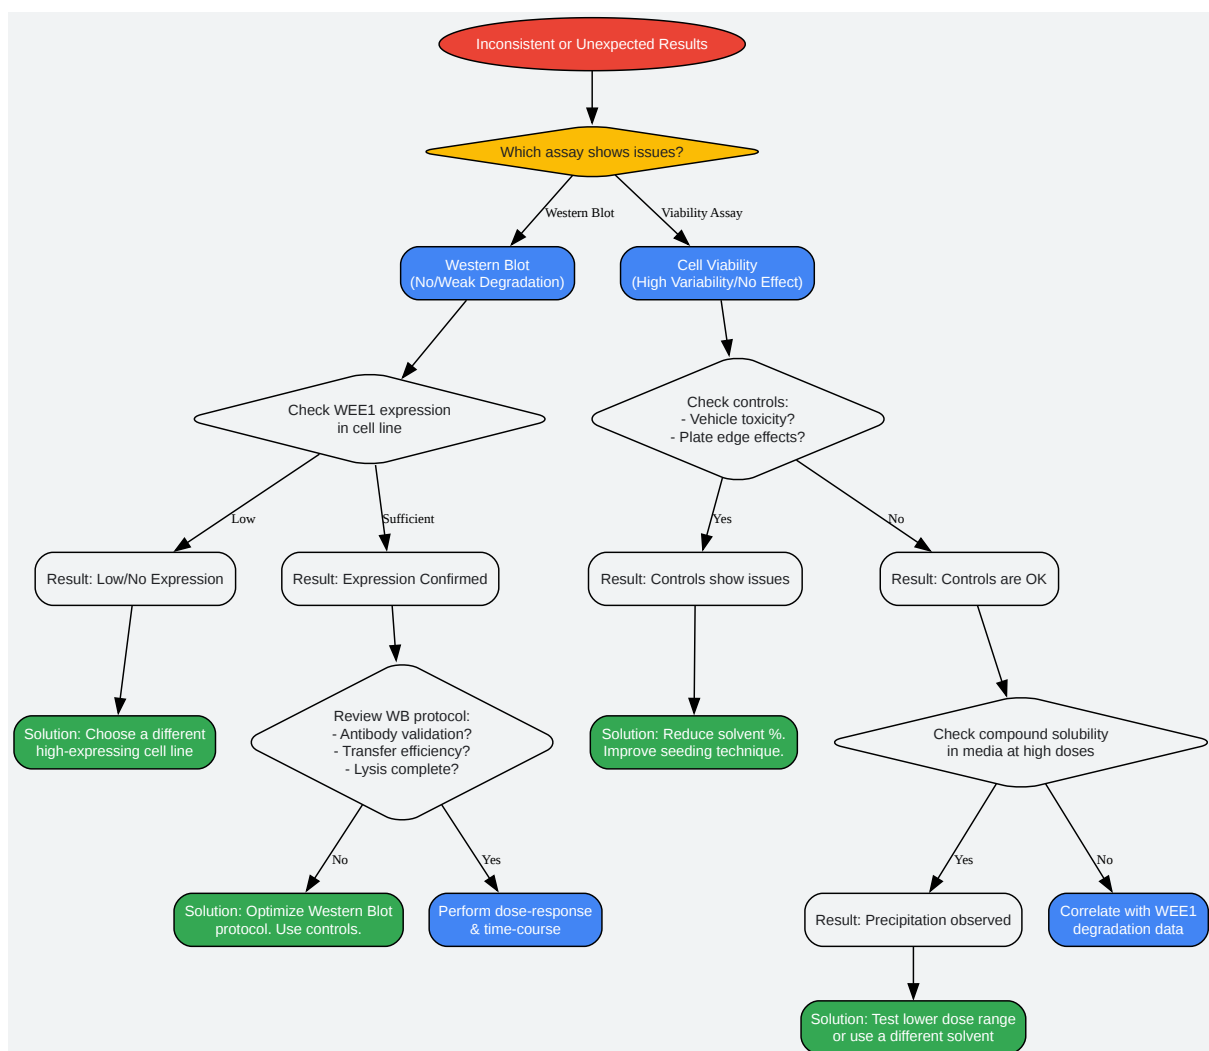 Inconsistent or Unexpected Results
Which assay shows issues?
Western Blot
Viability Assay
Western Blot
(No/Weak Degradation)
Cell Viability
(High Variability/No Effect)
Check WEE1 expression
in cell line
Check controls:
- Vehicle toxicity?
- Plate edge effects?
Low
Sufficient
Yes
No
Result: Low/No Expression
Result: Expression Confirmed
Result: Controls show issues
Result: Controls are OK
Solution: Choose a different
high-expressing cell line
Review WB protocol:
- Antibody validation?
- Transfer efficiency?
- Lysis complete?
Solution: Reduce solvent %.
Improve seeding technique.
Check compound solubility
in media at high doses
No
Yes
Yes
No
Solution: Optimize Western Blot
protocol. Use controls.
Perform dose-response
& time-course
Result: Precipitation observed
Correlate with WEE1
degradation data
Solution: Test lower dose range
or use a different solvent